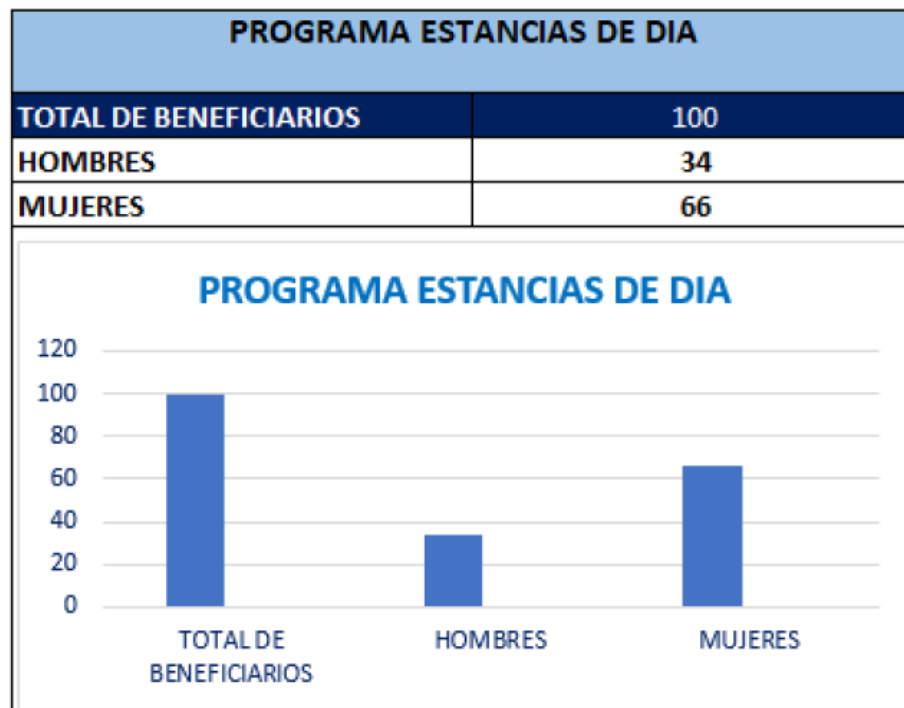 PROGRAMA ESTANCIAS DE DIA
TOTAL DE BENEFICIARIOS 100
HOMBRES 34
MUJERES 66
PROGRAMA ESTANCIAS DE DIA
120
100
80
60
40
20
0
TOTAL DE
BENEFICIARIOS
HOMBRES
MUJERES